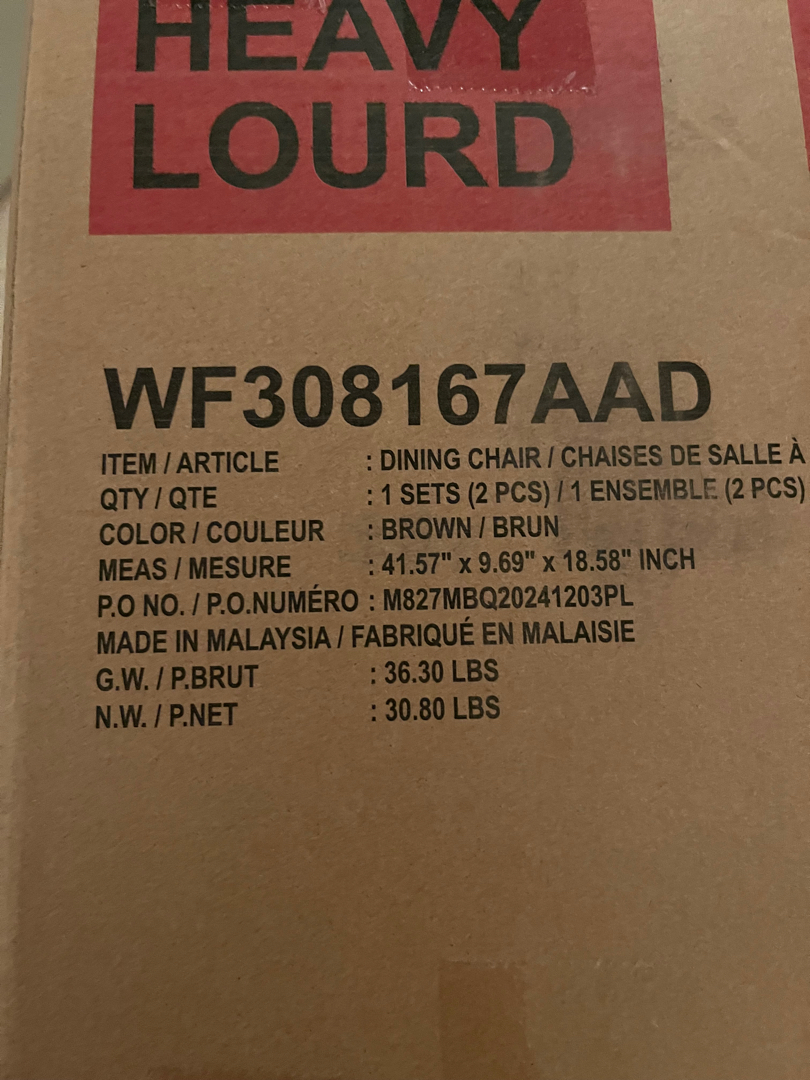 HEAVY
LOURD
WF308167AAD
ITEM / ARTICLE : DINING CHAIR / CHAISES DE SALLE À
QTY / QTE : 1 SETS (2 PCS) / 1 ENSEMBLE (2 PCS)
COLOR / COULEUR : BROWN / BRUN
MEAS / MESURE : 41.57" x 9.69" x 18.58" INCH
P.O NO. / P.O.NUMÉRO : M827MBQ20241203PL
MADE IN MALAYSIA / FABRIQUÉ EN MALAISIE
G.W. / P.BRUT : 36.30 LBS
N.W. / P.NET : 30.80 LBS